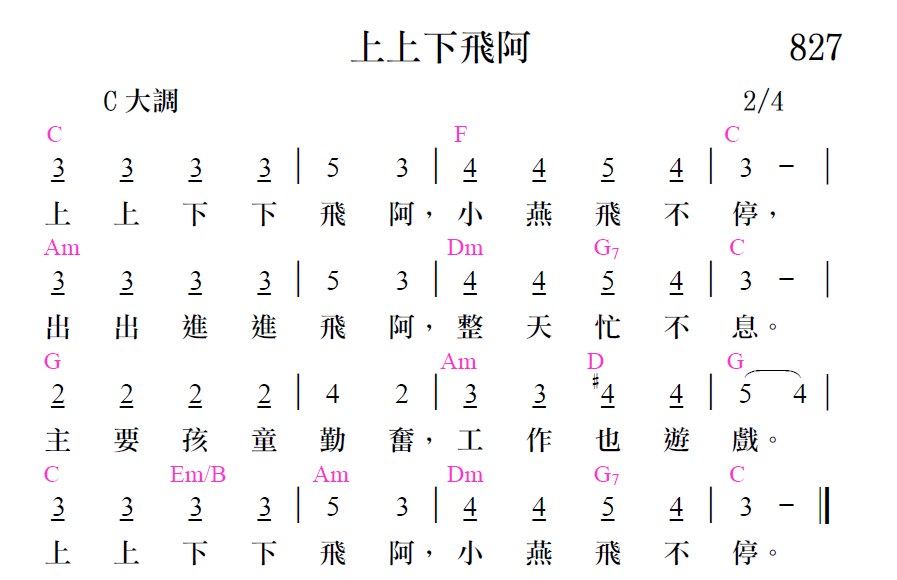 上上下飛阿 827
C 大調 2/4
C F C
3 3 3 3 | 5 3 | 4 4 5 4 | 3 － |
上 上 下 下 飛 阿，小 燕 飛 不 停，
Am Dm G7 C
3 3 3 3 | 5 3 | 4 4 5 4 | 3 － |
出 出 進 進 飛 阿，整 天 忙 不 息。
G Am D G
2 2 2 2 | 4 2 | 3 3 #4 4 | 5 4 |
主 要 孩 童 勤 奮，工 作 也 遊 戲。
C Em/B Am Dm G7 C
3 3 3 3 | 5 3 | 4 4 5 4 | 3 － ‖
上 上 下 下 飛 阿，小 燕 飛 不 停。